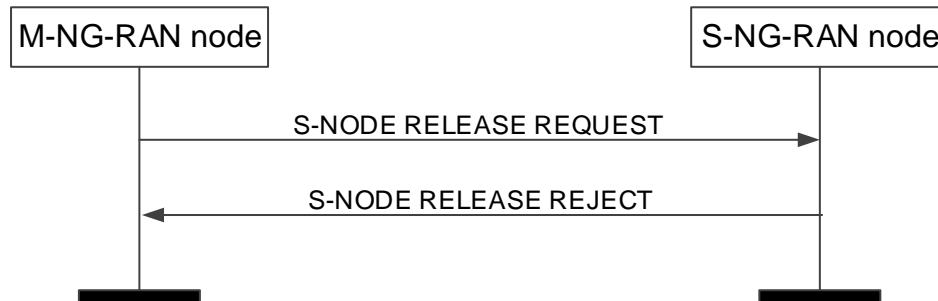 M-NG-RAN node
S-NG-RAN node
S-NODE RELEASE REQUEST
S-NODE RELEASE REJECT